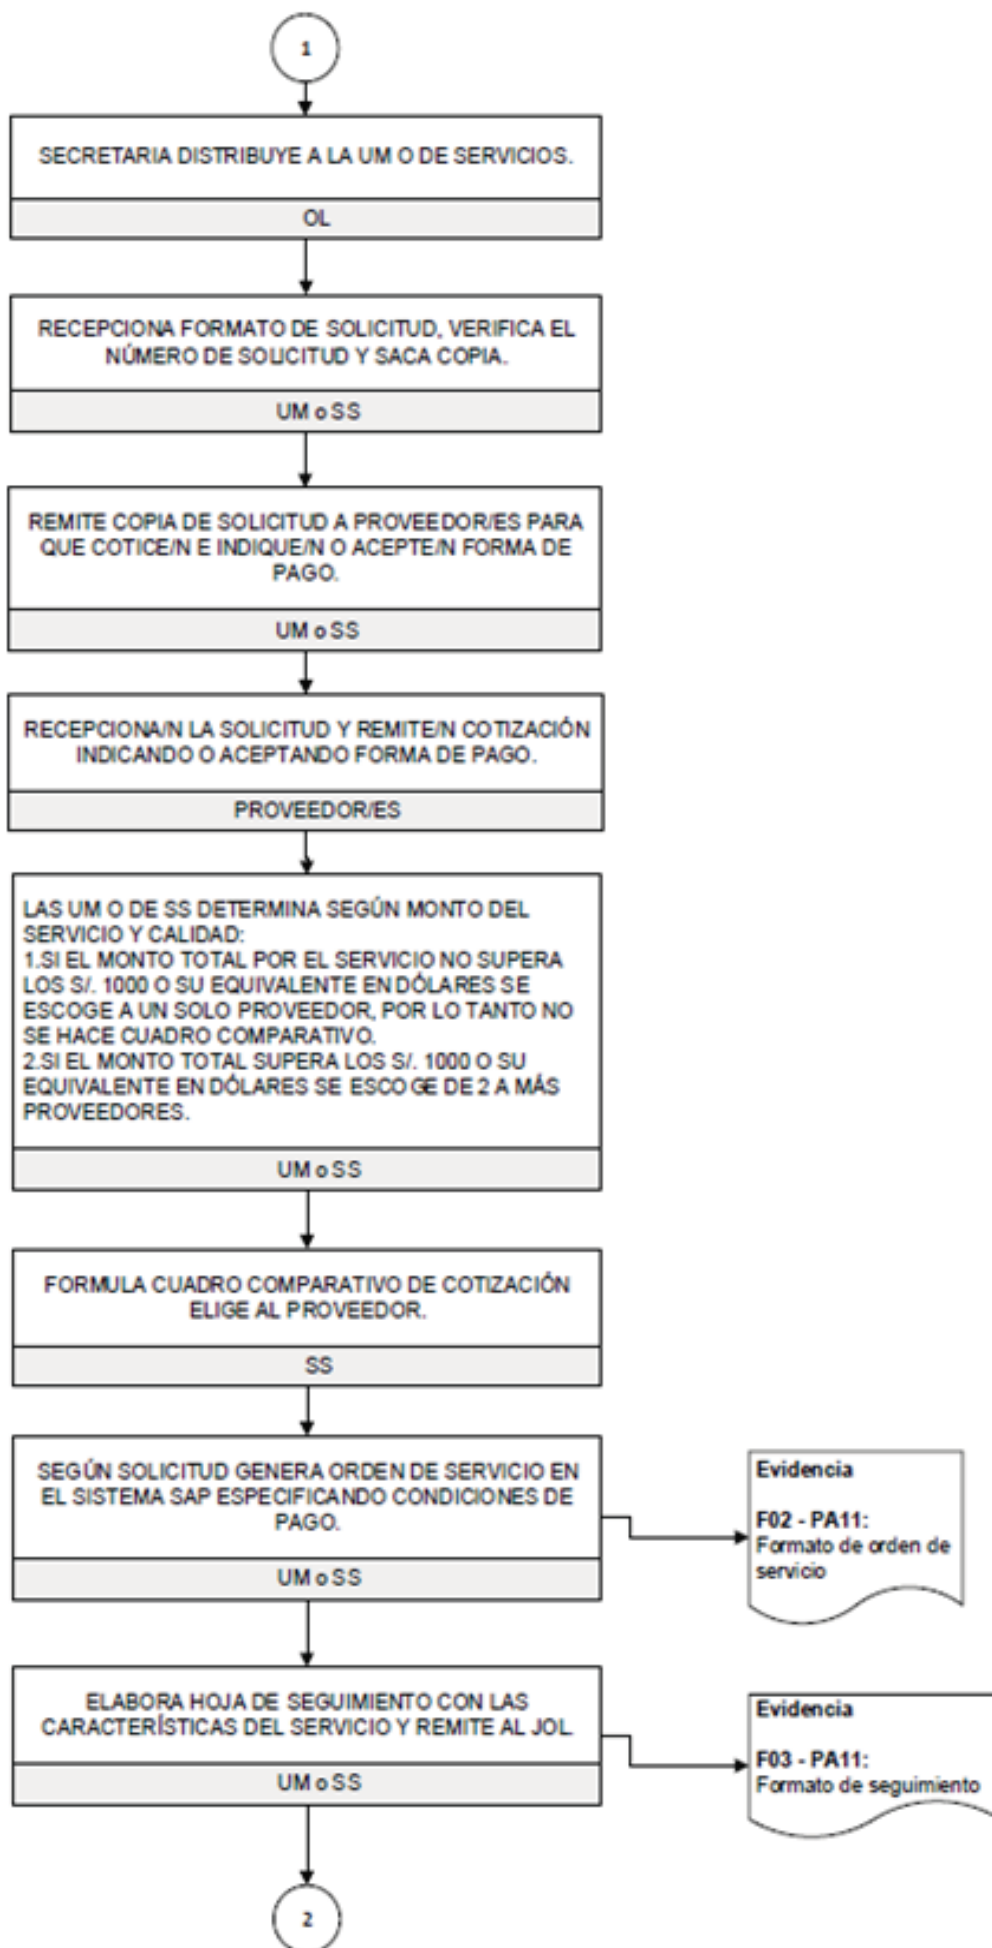 1
SECRETARIA DISTRIBUYE A LA UM O DE SERVICIOS.
OL
RECEPCIONA FORMATO DE SOLICITUD, VERIFICA EL
NÚMERO DE SOLICITUD Y SACA COPIA.
UM o SS
REMITE COPIA DE SOLICITUD A PROVEEDOR/ES PARA
QUE COTICE/N E INDIQUE/N O ACEPTE/N FORMA DE
PAGO.
UM o SS
RECEPCIONA/N LA SOLICITUD Y REMITE/N COTIZACIÓN
INDICANDO O ACEPTANDO FORMA DE PAGO.
PROVEEDOR/ES
LAS UM O DE SS DETERMINA SEGÚN MONTO DEL
SERVICIO Y CALIDAD:
1.SI EL MONTO TOTAL POR EL SERVICIO NO SUPERA
LOS S/. 1000 O SU EQUIVALENTE EN DÓLARES SE
ESCOGE A UN SOLO PROVEEDOR, POR LO TANTO NO
SE HACE CUADRO COMPARATIVO.
2.SI EL MONTO TOTAL SUPERA LOS S/. 1000 O SU
EQUIVALENTE EN DÓLARES SE ESCOGE DE 2 A MÁS
PROVEEDORES.
UM o SS
FORMULA CUADRO COMPARATIVO DE COTIZACIÓN
ELIGE AL PROVEEDOR.
SS
SEGÚN SOLICITUD GENERA ORDEN DE SERVICIO EN
EL SISTEMA SAP ESPECIFICANDO CONDICIONES DE
PAGO.
UM o SS
Evidencia
F02 - PA11:
Formato de orden de
servicio
ELABORA HOJA DE SEGUIMIENTO CON LAS
CARACTERÍSTICAS DEL SERVICIO Y REMITE AL JOL.
UM o SS
Evidencia
F03 - PA11:
Formato de seguimiento
2